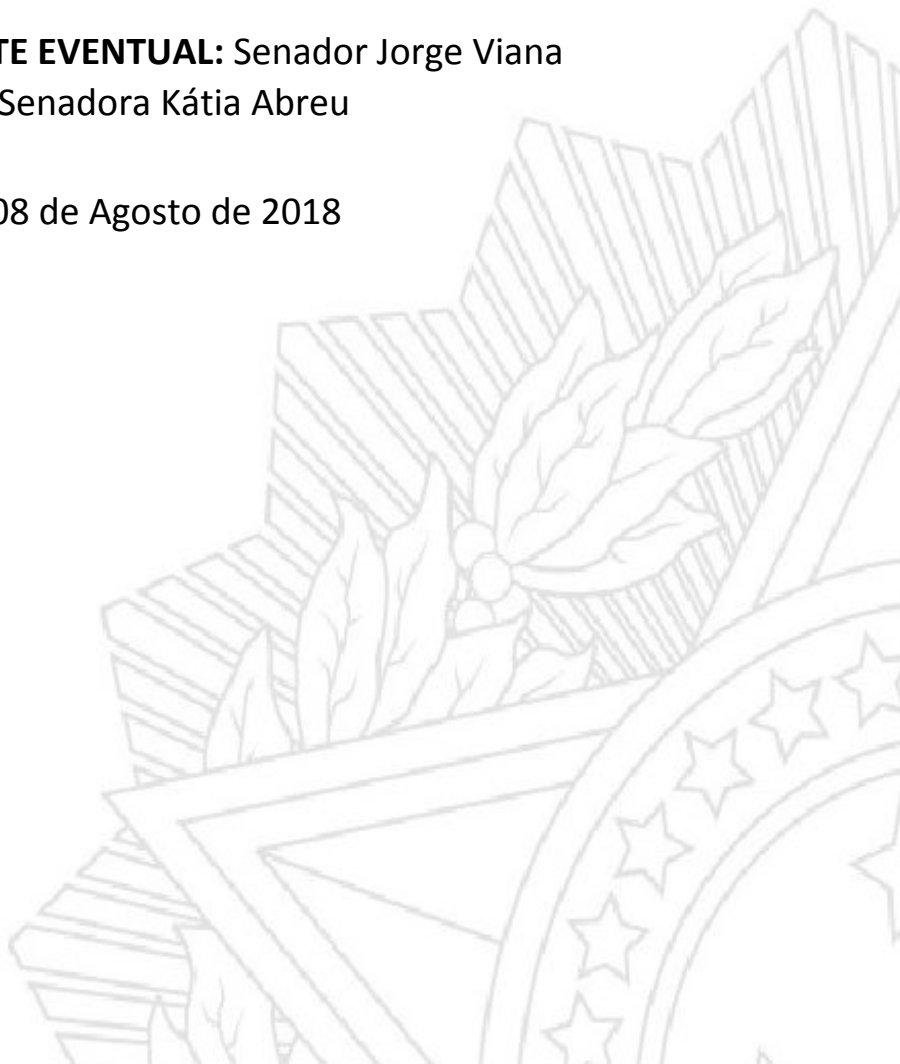 TE EVENTUAL: Senador Jorge Viana
Senadora Kátia Abreu
08 de Agosto de 2018